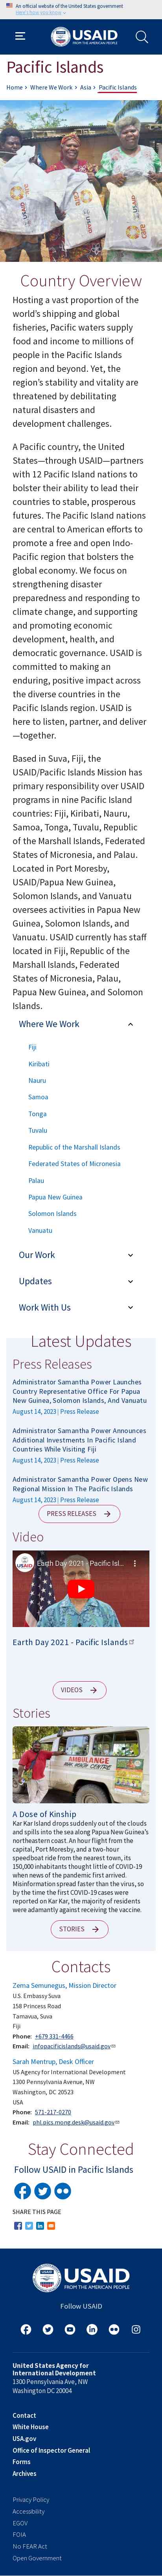 An official website of the United States government
Here's how you know
USAID
FROM THE AMERICAN PEOPLE
Pacific Islands
Home > Where We Work > Asia > Pacific Islands
care
Country Overview
Hosting a vast portion of the
world's shipping and global
fisheries, Pacific waters supply
food and income to millions of
people in the Pacific Islands
region and beyond. Yet, the
region's stability and vitality are
threatened by debilitating
natural disasters and other
development challenges.
A Pacific country, the United
States—through USAID—partners
with 12 Pacific Island nations to
bolster their ability to lead their
countries to stable, prosperous
futures. The Pacific Island nations
are essential to American efforts to
promote a free and open Indo-
Pacific region that bolsters the
global economy. We focus on
strengthening disaster
preparedness and resilience to
climate change, and supporting
and promoting economic
development, health, and
democratic governance. USAID is
committed to making an
enduring, positive impact across
the diverse and dynamic Pacific
Islands region. USAID is
here to listen, partner, and deliver
—together.
Based in Suva, Fiji, the
USAID/Pacific Islands Mission has
primary responsibility over USAID
programs in nine Pacific Island
countries: Fiji, Kiribati, Nauru,
Samoa, Tonga, Tuvalu, Republic
of the Marshall Islands, Federated
States of Micronesia, and Palau.
Located in Port Moresby,
USAID/Papua New Guinea,
Solomon Islands, and Vanuatu
oversees activities in Papua New
Guinea, Solomon Islands, and
Vanuatu. USAID currently has staff
located in Fiji, Republic of the
Marshall Islands, Federated
States of Micronesia, Palau,
Papua New Guinea, and Solomon
Islands.
Where We Work
Fiji
Kiribati
Nauru
Samoa
Tonga
Tuvalu
Republic of the Marshall Islands
Federated States of Micronesia
Palau
Papua New Guinea
Solomon Islands
Vanuatu
Our Work
Updates
Work With Us
Latest Updates
Press Releases
Administrator Samantha Power Launches
Country Representative Office For Papua
New Guinea, Solomon Islands, And Vanuatu
August 14, 2023 | Press Release
Administrator Samantha Power Announces
Additional Investments In Pacific Island
Countries While Visiting Fiji
August 14, 2023 | Press Release
Administrator Samantha Power Opens New
Regional Mission In The Pacific Islands
August 14, 2023 | Press Release
PRESS RELEASES
Video
Earth Day 2021 - Pacific Isl...
Earth Day 2021 - Pacific Islands
VIDEOS
Stories
AMBULANCE
A Dose of Kinship
Kar Kar Island drops suddenly out of the clouds
and spills into the sea along Papua New Guinea's
northern coast. An hour flight from the nation's
capital, Port Moresby, and a two-hour
speedboat ride from the nearest town, its
150,000 inhabitants thought little of COVID-19
when news of the pandemic first arrived.
Misinformation spread faster than the virus, so
by the time the first COVID-19 cases were
reported on Kar Kar, the majority of residents
were adamantly against receiving the vaccine.
STORIES
Contacts
Zema Semunegus, Mission Director
U.S. Embassy Suva
158 Princess Road
Tamavua, Suva
Fiji
Phone: +679 331-4466
Email: infopacificislands@usaid.gov
Sarah Mentrup, Desk Officer
US Agency for International Development
1300 Pennsylvania Avenue, NW
Washington, DC 20523
USA
Phone: 571-217-0270
Email: phl.pics.mong.desk@usaid.gov
Stay Connected
Follow USAID in Pacific Islands
SHARE THIS PAGE
USAID
FROM THE AMERICAN PEOPLE
Follow USAID
United States Agency for
International Development
1300 Pennsylvania Ave, NW
Washington DC 20004
Contact
White House
USA.gov
Office of Inspector General
Forms
Archives
Privacy Policy
Accessibility
EGOV
FOIA
No FEAR Act
Open Government